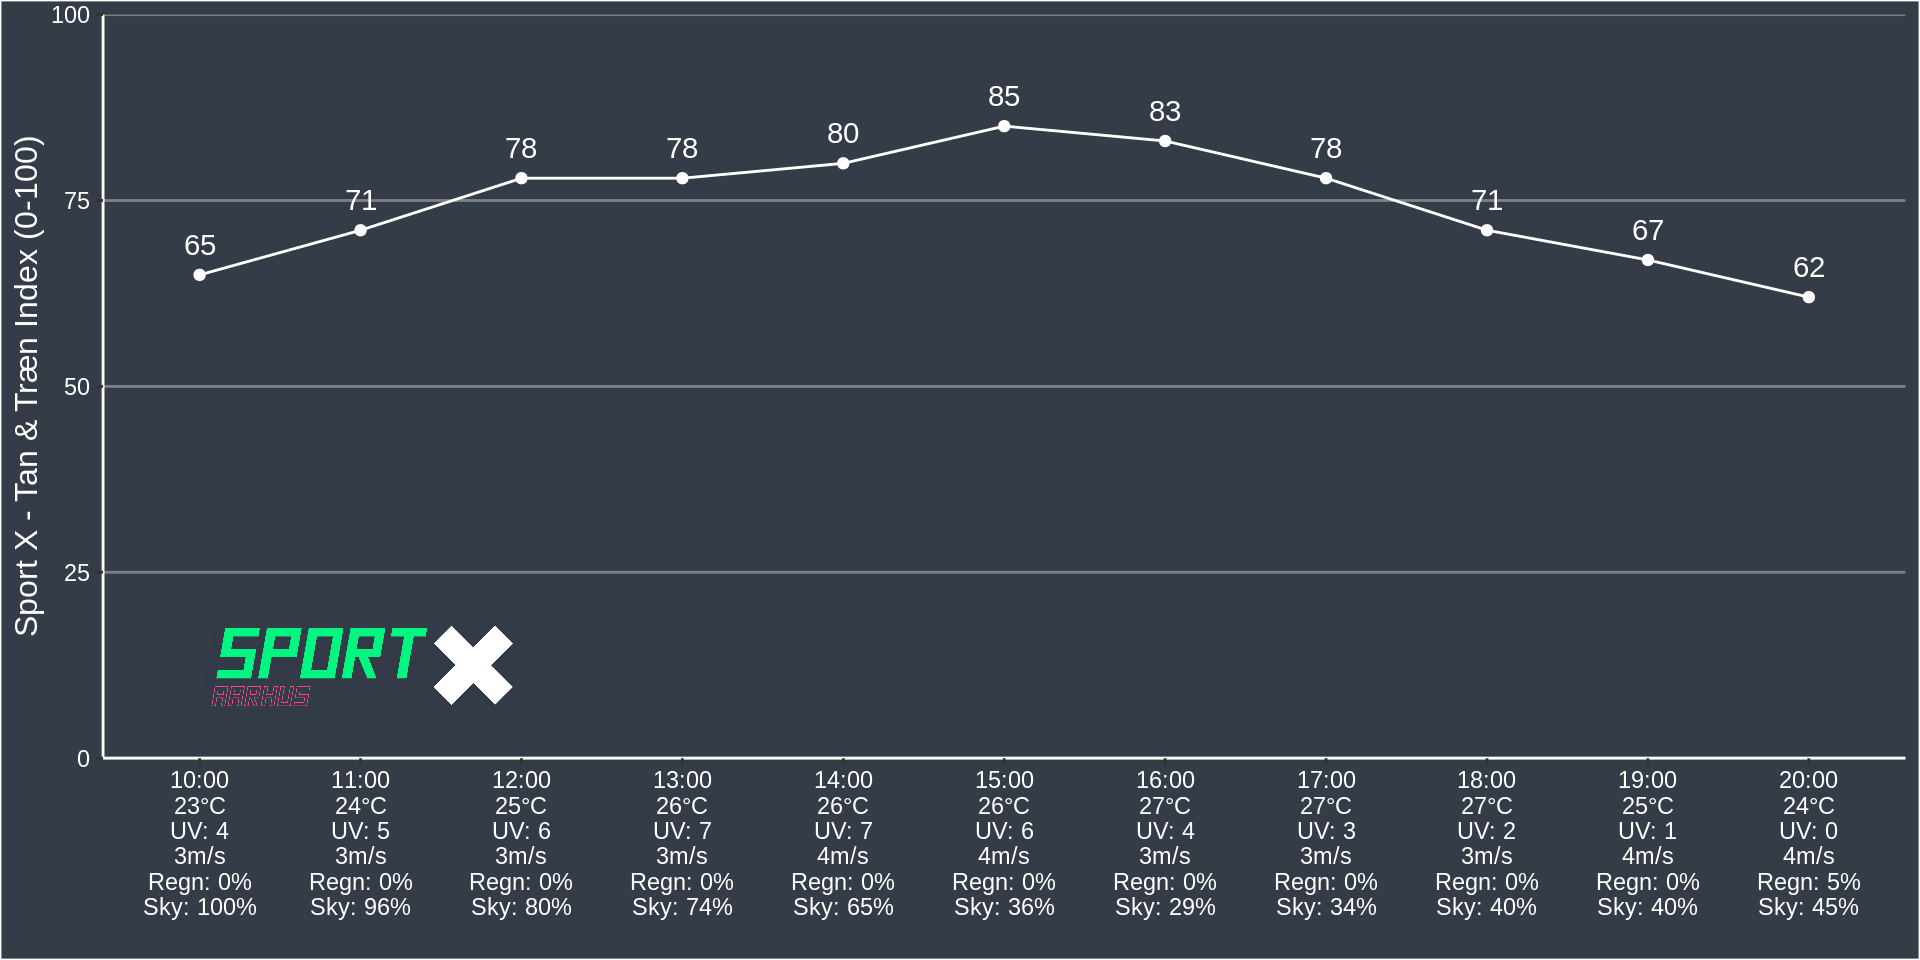 Sport X - Tan & Træn Index (0-100)
100
75
50
25
0
65
71
78
78
80
85
83
78
71
67
62
SPORT X
AARHUS
10:00 11:00 12:00 13:00 14:00 15:00 16:00 17:00 18:00 19:00 20:00
23°C 24°C 25°C 26°C 26°C 26°C 27°C 27°C 27°C 25°C 24°C
UV: 4 UV: 5 UV: 6 UV: 7 UV: 7 UV: 6 UV: 4 UV: 3 UV: 2 UV: 1 UV: 0
3m/s 3m/s 3m/s 3m/s 4m/s 4m/s 3m/s 3m/s 3m/s 4m/s 4m/s
Regn: 0% Regn: 0% Regn: 0% Regn: 0% Regn: 0% Regn: 0% Regn: 0% Regn: 0% Regn: 0% Regn: 0% Regn: 5%
Sky: 100% Sky: 96% Sky: 80% Sky: 74% Sky: 65% Sky: 36% Sky: 29% Sky: 34% Sky: 40% Sky: 40% Sky: 45%